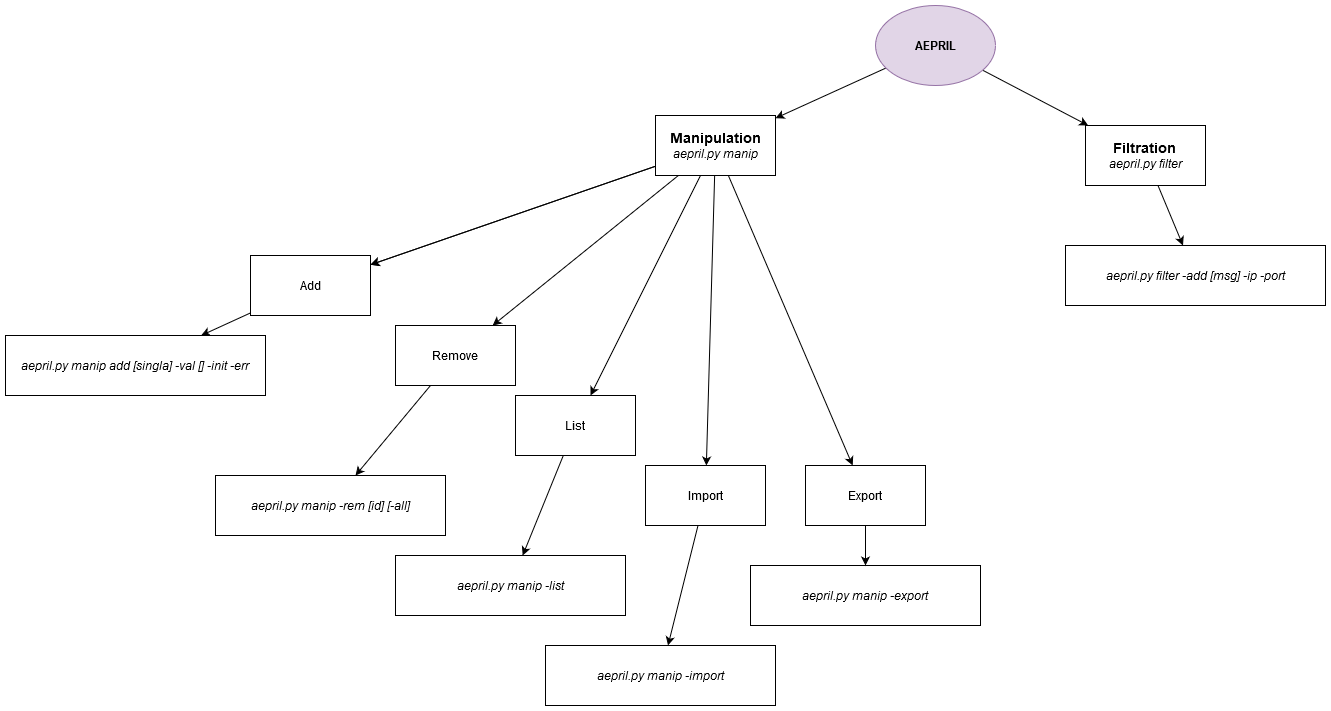 AEPRIL
Manipulation
aepril.py manip
Filtration
aepril.py filter
Add
aepril.py filter -add [msg] -ip -port
aepril.py manip add [singla] -val [] -init -err
Remove
List
aepril.py manip -rem [id] [-all]
Import
Export
aepril.py manip -list
aepril.py manip -export
aepril.py manip -import